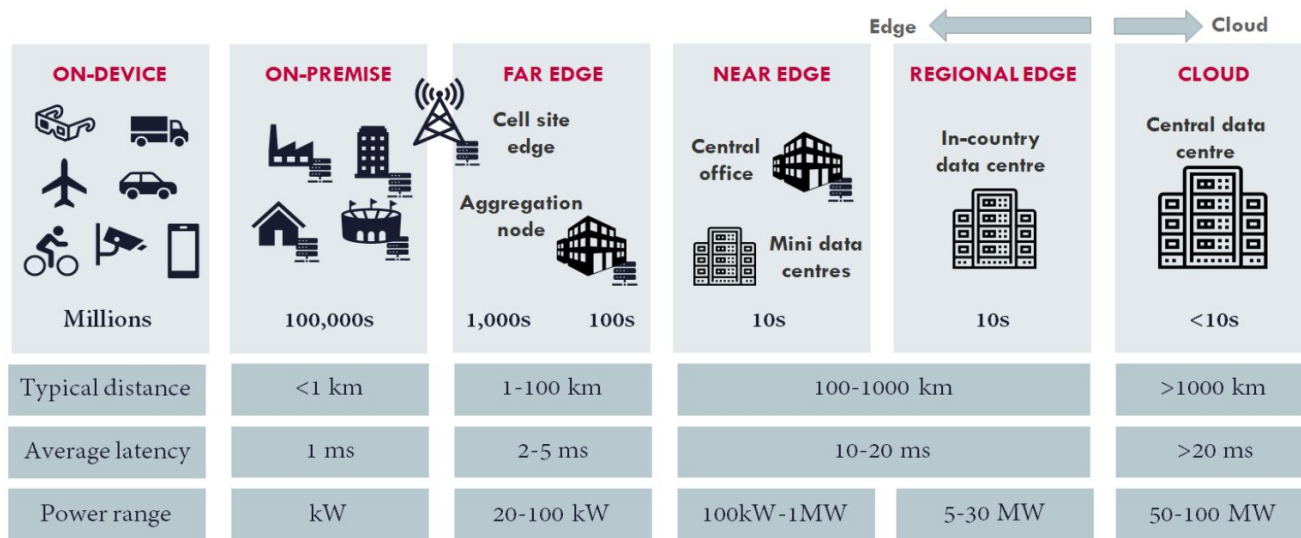 Edge
Cloud
ON-DEVICE
ON-PREMISE
FAR EDGE
NEAR EDGE
REGIONAL EDGE
CLOUD
Cell site
edge
Aggregation
node
Central
office
Mini data
centres
In-country
data centre
Central data
centre
Millions
100,000s
1,000s
100s
10s
10s
<10s
Typical distance
<1 km
1-100 km
100-1000 km
>1000 km
Average latency
1 ms
2-5 ms
10-20 ms
>20 ms
Power range
kW
20-100 kW
100kW-1MW
5-30 MW
50-100 MW